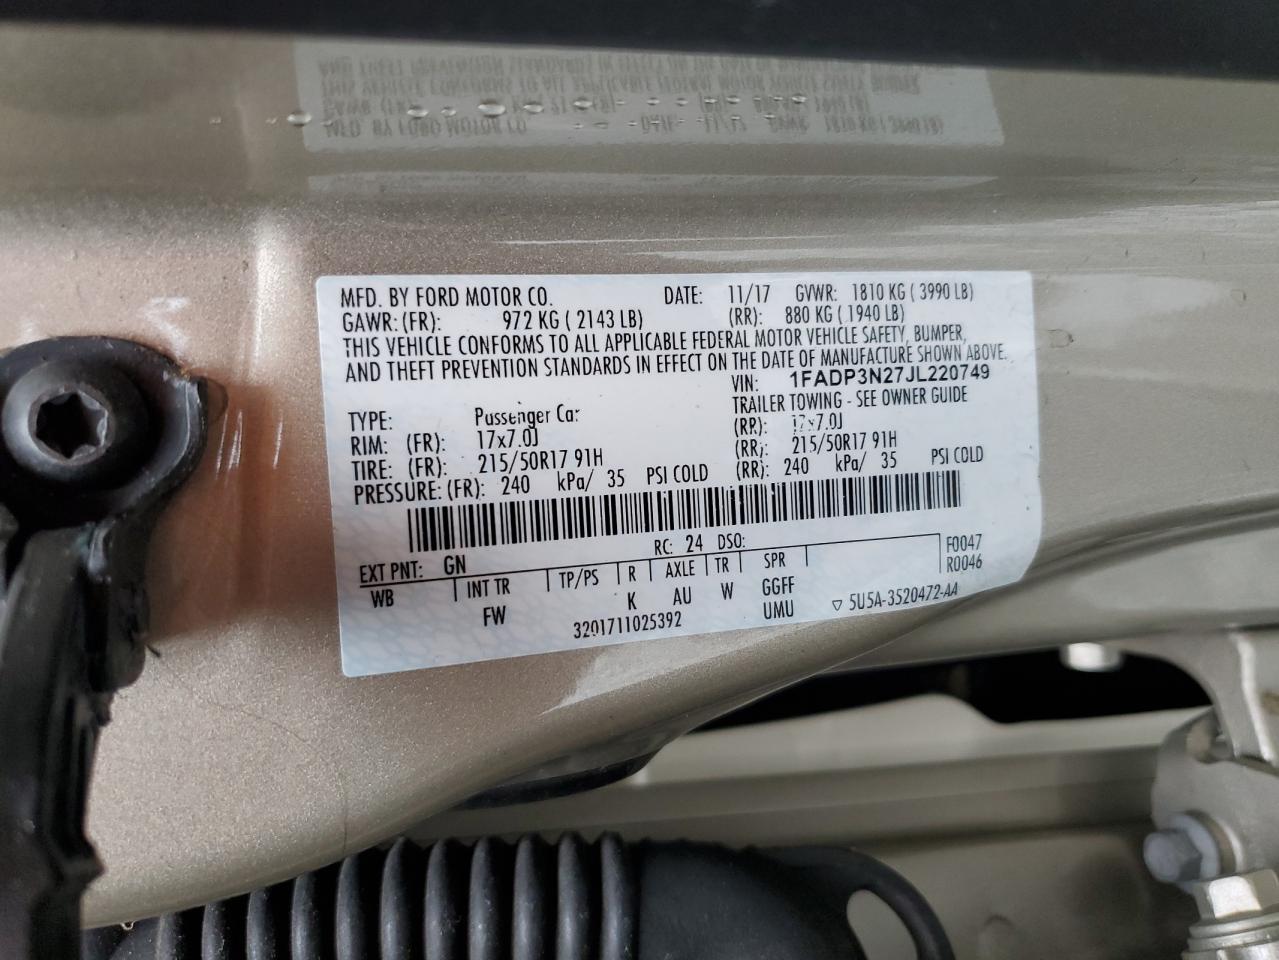 MFD. BY FORD MOTOR CO. DATE: 11/17 GVWR: 1810 KG ( 3990 LB)
GAWR: (FR): 972 KG ( 2143 LB) (RR): 880 KG ( 1940 LB)
THIS VEHICLE CONFORMS TO ALL APPLICABLE FEDERAL MOTOR VEHICLE SAFETY, BUMPER,
AND THEFT PREVENTION STANDARDS IN EFFECT ON THE DATE OF MANUFACTURE SHOWN ABOVE.
VIN: 1FADP3N27JL220749
TYPE: Passenger Car TRAILER TOWING - SEE OWNER GUIDE
RIM: (FR): 17x7.0J (RR): 17x7.0J
TIRE: (FR): 215/50R17 91H (RR): 215/50R17 91H
PRESSURE: (FR): 240 kPa/ 35 PSI COLD (RR): 240 kPa/ 35 PSI COLD
EXT PNT: GN RC: 24 DSO: F0047
WB INT TR TP/PS R AXLE TR SPR R0046
FW K AU W GGFF
3201711025392 UMU ▽ 5U5A-3520472-AA